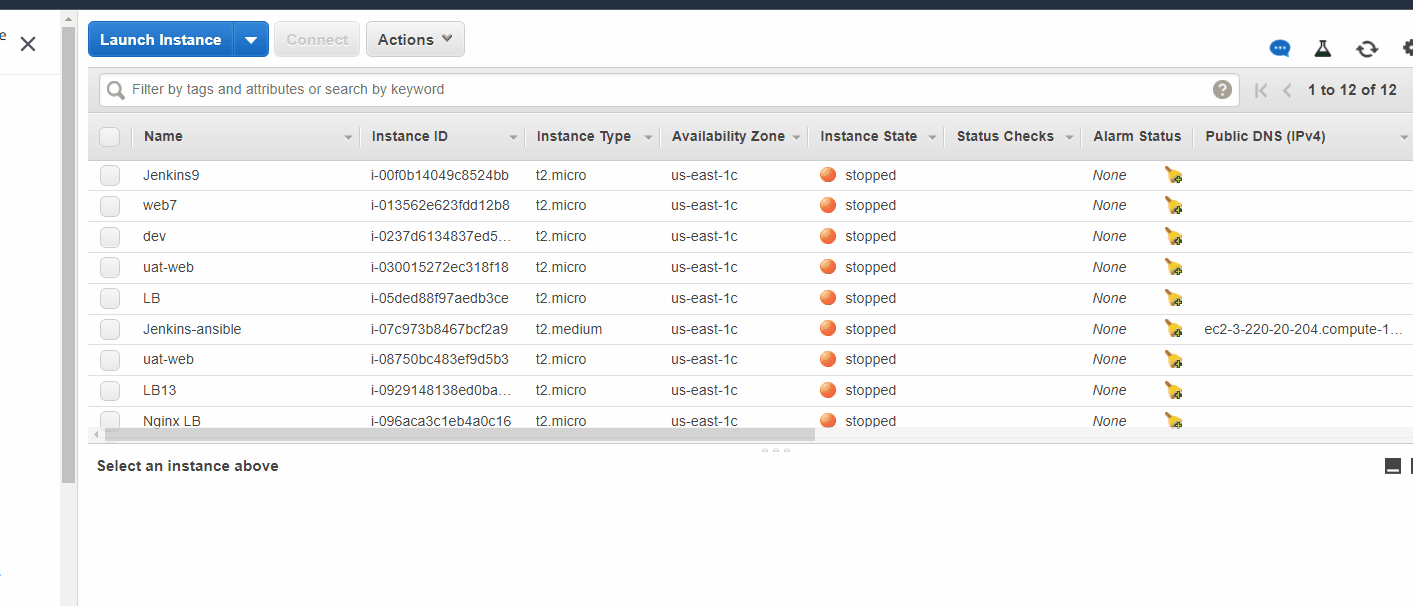 e
Launch Instance Connect Actions
Filter by tags and attributes or search by keyword ? 1 to 12 of 12
Name Instance ID Instance Type Availability Zone Instance State Status Checks Alarm Status Public DNS (IPv4)
Jenkins9 i-00f0b14049c8524bb t2.micro us-east-1c stopped None
web7 i-013562e623fdd12b8 t2.micro us-east-1c stopped None
dev i-0237d6134837ed5... t2.micro us-east-1c stopped None
uat-web i-030015272ec318f18 t2.micro us-east-1c stopped None
LB i-05ded88f97aedb3ce t2.micro us-east-1c stopped None
Jenkins-ansible i-07c973b8467bcf2a9 t2.medium us-east-1c stopped None ec2-3-220-20-204.compute-1...
uat-web i-08750bc483ef9d5b3 t2.micro us-east-1c stopped None
LB13 i-0929148138ed0ba... t2.micro us-east-1c stopped None
Nginx LB i-096aca3c1eb4a0c16 t2.micro us-east-1c stopped None
Select an instance above